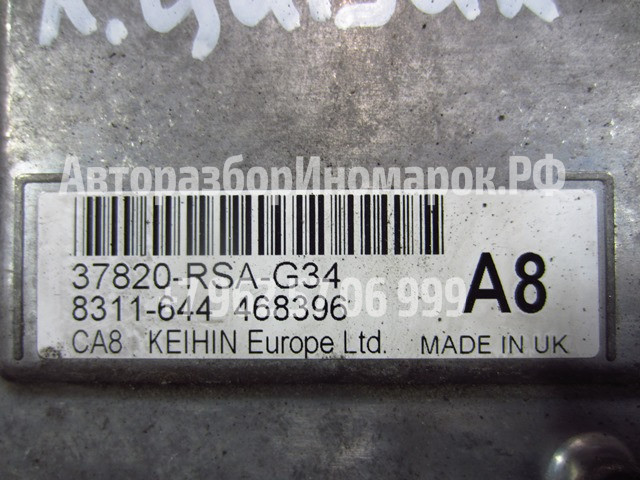 АвторазборИномарок.РФ
37820-RSA-G34
8311-644 468396
A8
CA8 KEIHIN Europe Ltd. MADE IN UK